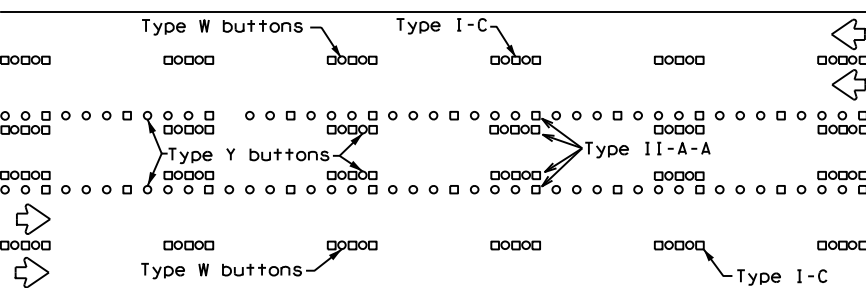 Type W buttons
Type I-C
Type Y buttons
Type II-A-A
Type W buttons
Type I-C